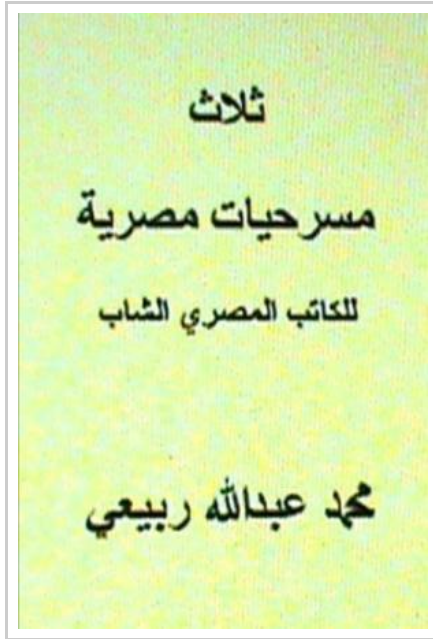 ثلاث
مسرحيات مصرية
للكاتب المصري الشاب
محمد عبدالله ربيعي